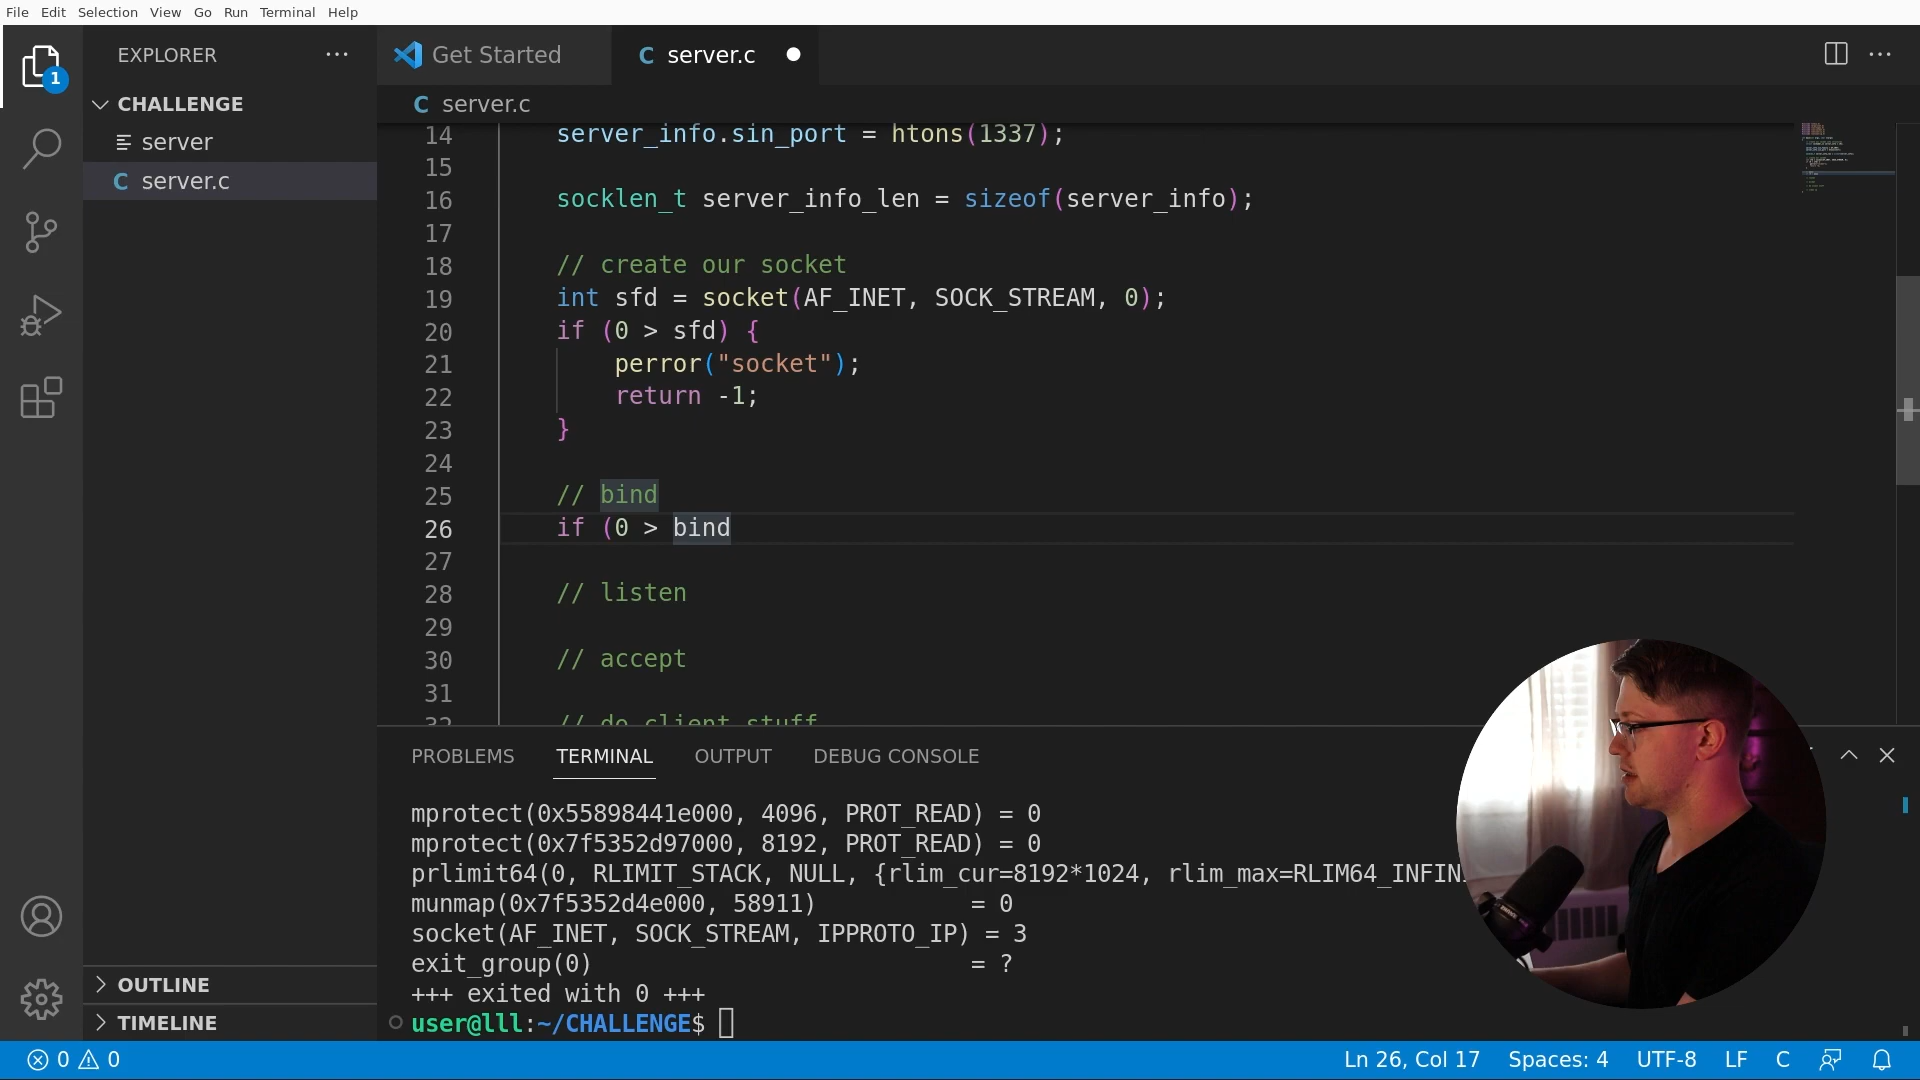 File Edit Selection View Go Run Terminal Help
EXPLORER
Get Started
server.c
1
CHALLENGE
server.c
server
server.c
14 server_info.sin_port = htons(1337);
15
16 socklen_t server_info_len = sizeof(server_info);
17
18 // create our socket
19 int sfd = socket(AF_INET, SOCK_STREAM, 0);
20 if (0 > sfd) {
21 perror("socket");
22 return -1;
23 }
24
25 // bind
26 if (0 > bind
27
28 // listen
29
30 // accept
31
32 // do client stuff
PROBLEMS TERMINAL OUTPUT DEBUG CONSOLE
mprotect(0x55898441e000, 4096, PROT_READ) = 0
mprotect(0x7f5352d97000, 8192, PROT_READ) = 0
prlimit64(0, RLIMIT_STACK, NULL, {rlim_cur=8192*1024, rlim_max=RLIM64_INFIN
munmap(0x7f5352d4e000, 58911) = 0
socket(AF_INET, SOCK_STREAM, IPPROTO_IP) = 3
exit_group(0) = ?
+++ exited with 0 +++
user@lll:~/CHALLENGE$
OUTLINE
TIMELINE
0 0
Ln 26, Col 17 Spaces: 4 UTF-8 LF C